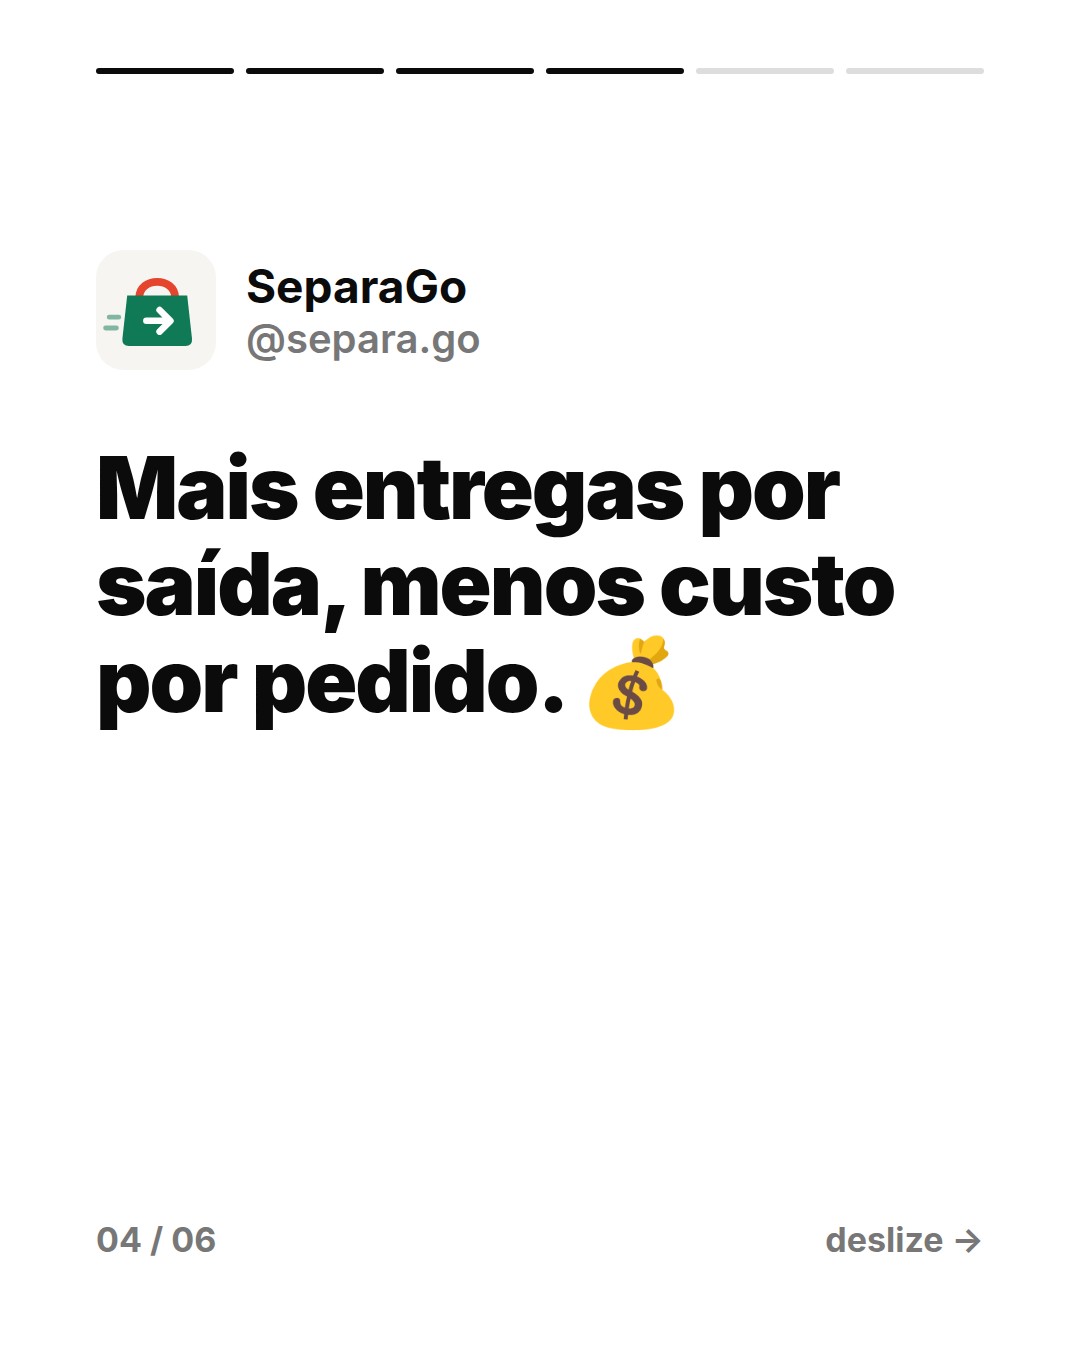 SeparaGo
@separa.go
Mais entregas por
saída, menos custo
por pedido. 💰
04 / 06
deslize →